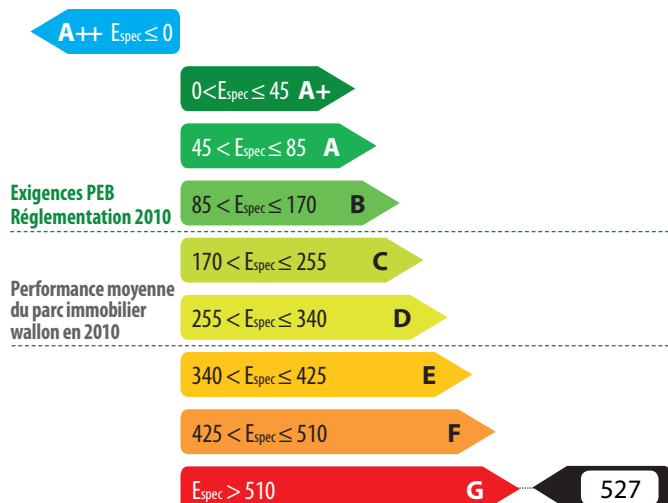 A++ Espec ≤ 0
0<Espec ≤ 45 A+
45 < Espec ≤ 85 A
Exigences PEB
Réglementation 2010
85 < Espec ≤ 170 B
170 < Espec ≤ 255 C
Performance moyenne
du parc immobilier
wallon en 2010
255 < Espec ≤ 340 D
340 < Espec ≤ 425 E
425 < Espec ≤ 510 F
Espec > 510 G 527